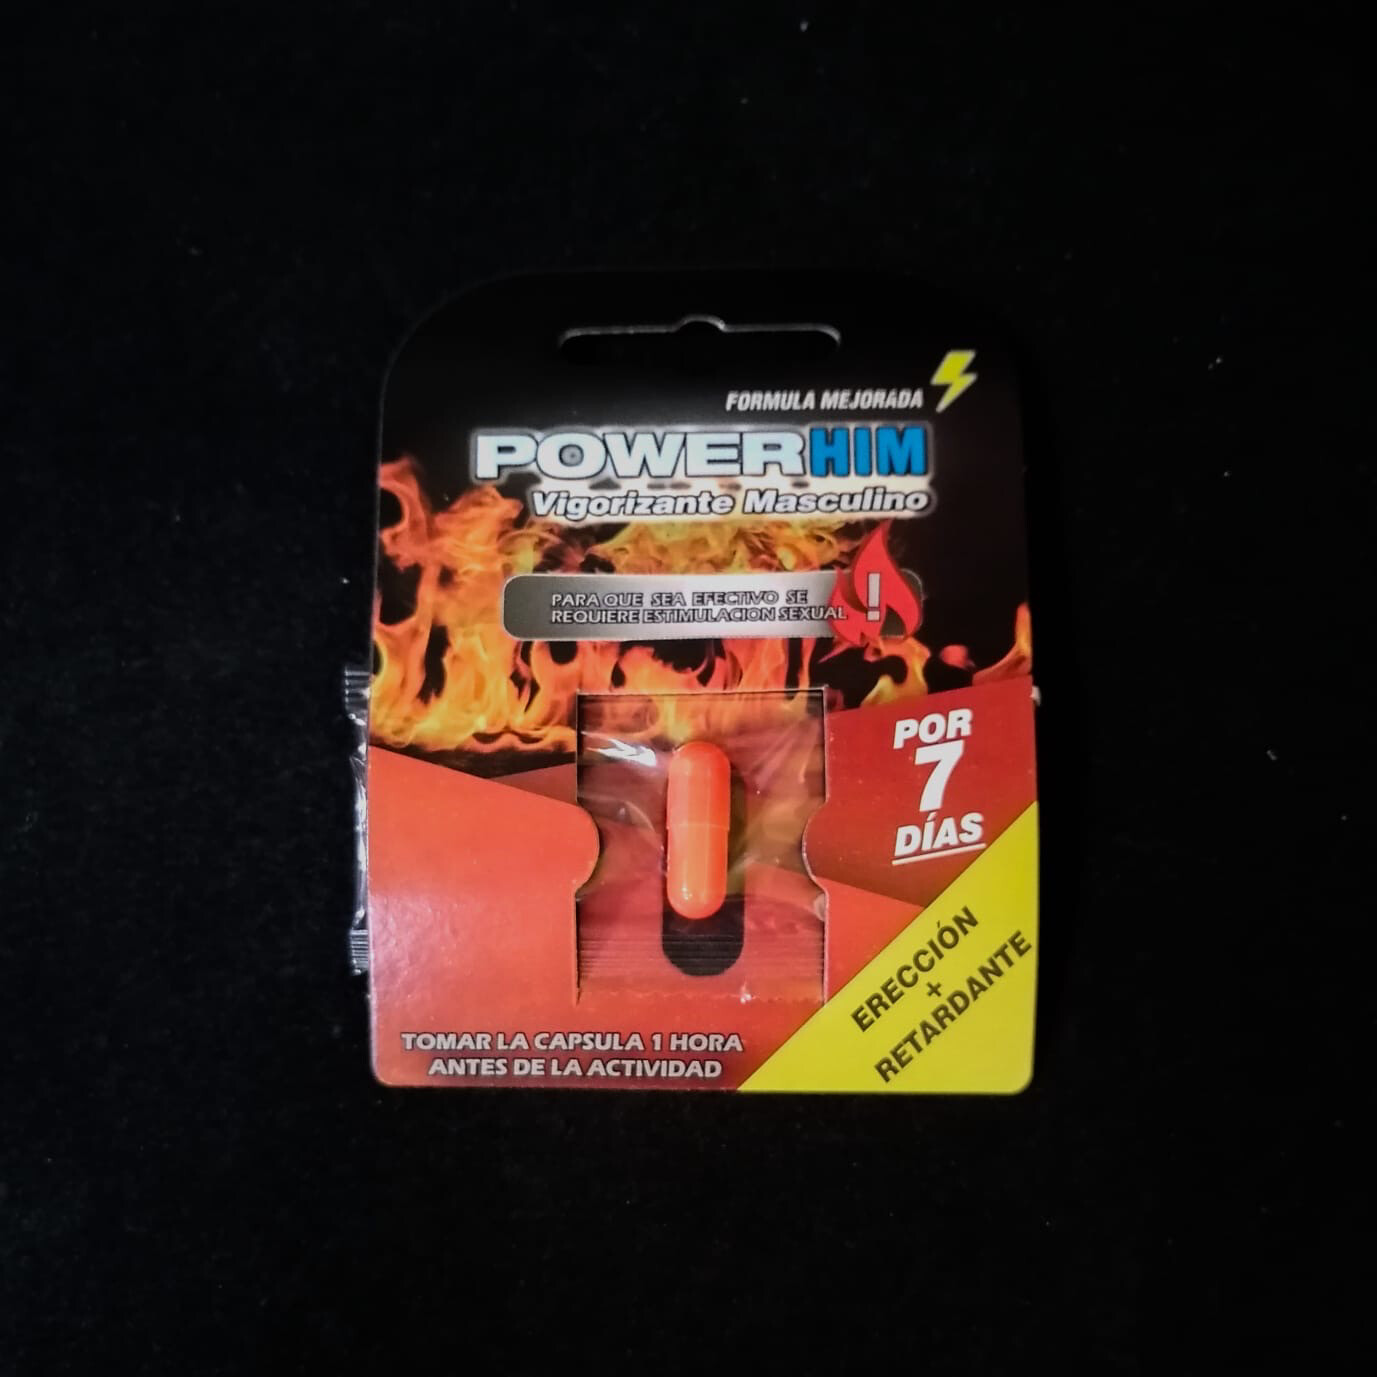 FORMULA MEJORADA
POWERHIM
Vigorizante Masculino
PARA QUE SEA EFECTIVO SE
REQUIERE ESTIMULACION SEXUAL
!
POR
7
DÍAS
ERECCIÓN
+
RETARDANTE
TOMAR LA CAPSULA 1 HORA
ANTES DE LA ACTIVIDAD